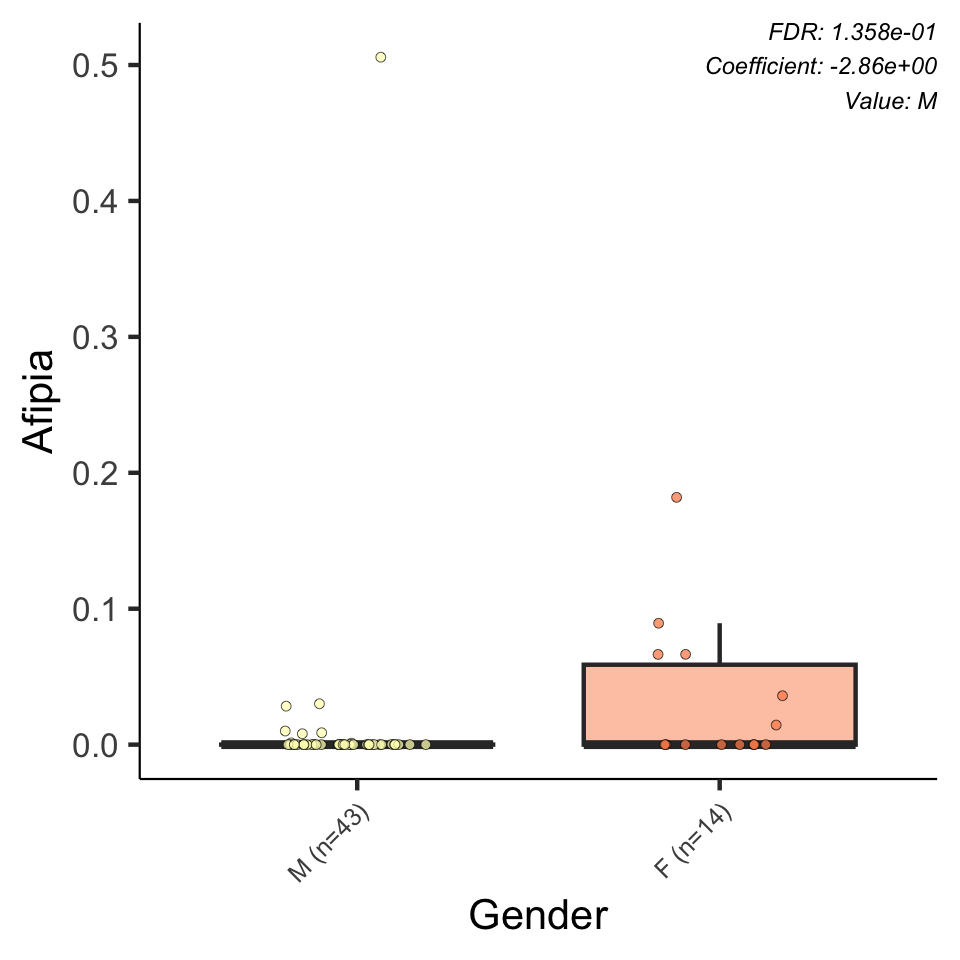 FDR: 1.358e-01
Coefficient: -2.86e+00
Value: M
0.5
0.4
0.3
0.2
0.1
0.0
Afipia
M (n=43)
F (n=14)
Gender